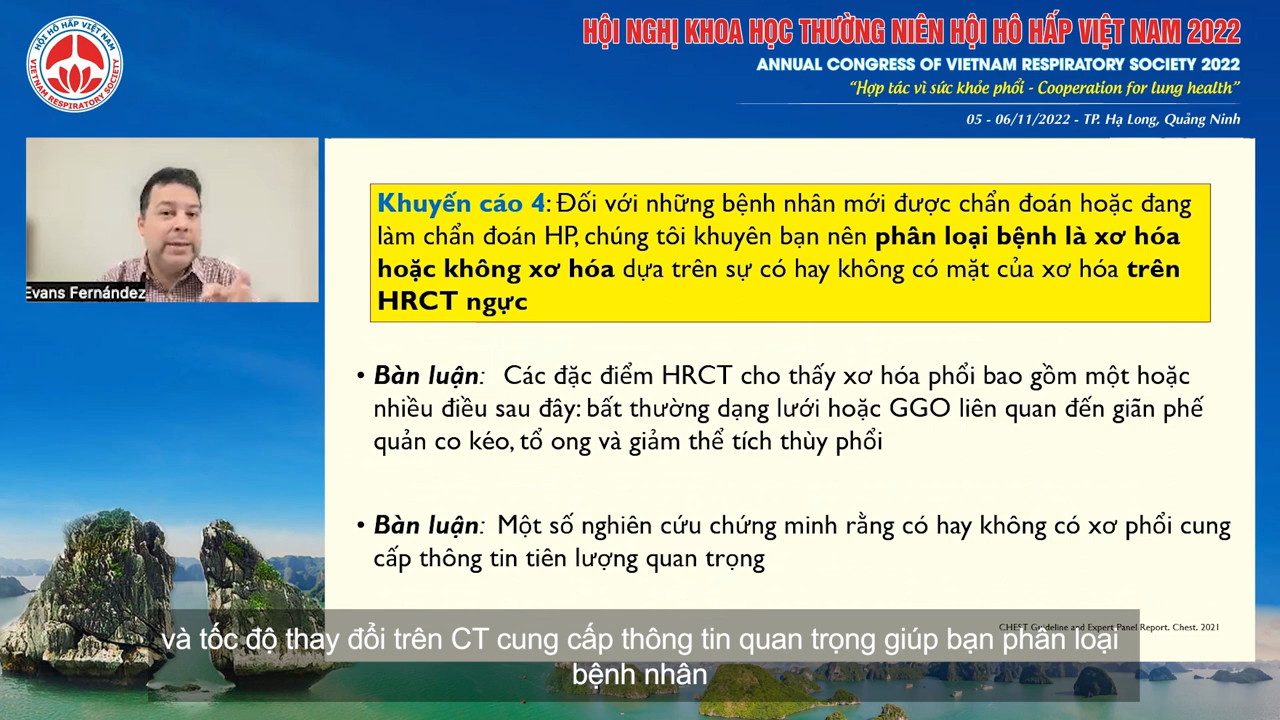 HỘI HÔ HẤP VIỆT NAM
VIETNAM RESPIRATORY SOCIETY
HỘI NGHỊ KHOA HỌC THƯỜNG NIÊN HỘI HÔ HẤP VIỆT NAM 2022
ANNUAL CONGRESS OF VIETNAM RESPIRATORY SOCIETY 2022
“Hợp tác vì sức khỏe phổi - Cooperation for lung health”
05 - 06/11/2022 - TP. Hạ Long, Quảng Ninh
Evans Fernández
Khuyến cáo 4: Đối với những bệnh nhân mới được chẩn đoán hoặc đang
làm chẩn đoán HP, chúng tôi khuyên bạn nên phân loại bệnh là xơ hóa
hoặc không xơ hóa dựa trên sự có hay không có mặt của xơ hóa trên
HRCT ngực
• Bàn luận: Các đặc điểm HRCT cho thấy xơ hóa phổi bao gồm một hoặc
nhiều điều sau đây: bất thường dạng lưới hoặc GGO liên quan đến giãn phế
quản co kéo, tổ ong và giảm thể tích thùy phổi
• Bàn luận: Một số nghiên cứu chứng minh rằng có hay không có xơ phổi cung
cấp thông tin tiên lượng quan trọng
CHEST Guideline and Expert Panel Report. Chest. 2021
và tốc độ thay đổi trên CT cung cấp thông tin quan trọng giúp bạn phân loại
bệnh nhân